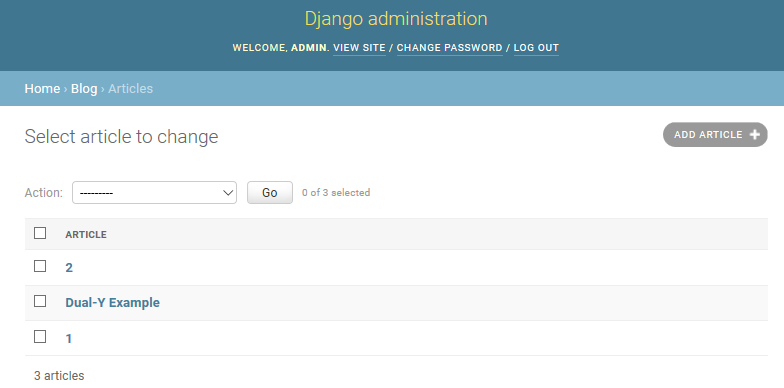 Django administration
WELCOME, ADMIN. VIEW SITE / CHANGE PASSWORD / LOG OUT
Home › Blog › Articles
Select article to change
ADD ARTICLE +
Action: --------- Go 0 of 3 selected
ARTICLE
2
Dual-Y Example
1
3 articles